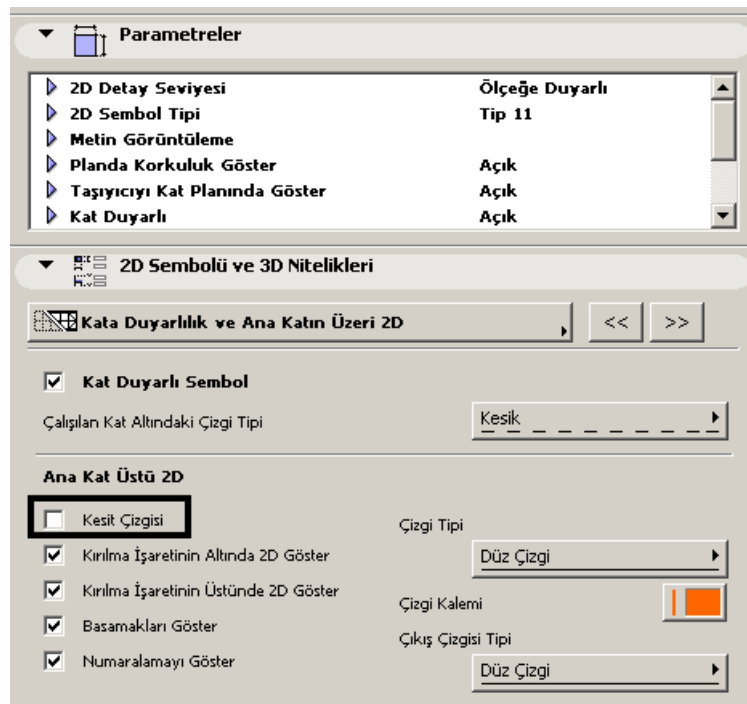 Parametreler
2D Detay Seviyesi Ölçeğe Duyarlı
2D Sembol Tipi Tip 11
Metin Görüntüleme
Planda Korkuluk Göster Açık
Taşıyıcıyı Kat Planında Göster Açık
Kat Duyarlı Açık
2D Sembolü ve 3D Nitelikleri
Kata Duyarlılık ve Ana Katın Üzeri 2D << >>
Kat Duyarlı Sembol
Çalışılan Kat Altındaki Çizgi Tipi Kesik
Ana Kat Üstü 2D
Kesit Çizgisi Çizgi Tipi
Kırılma İşaretinin Altında 2D Göster Düz Çizgi
Kırılma İşaretinin Üstünde 2D Göster Çizgi Kalemi
Basamakları Göster Çıkış Çizgisi Tipi
Numaralamayı Göster Düz Çizgi